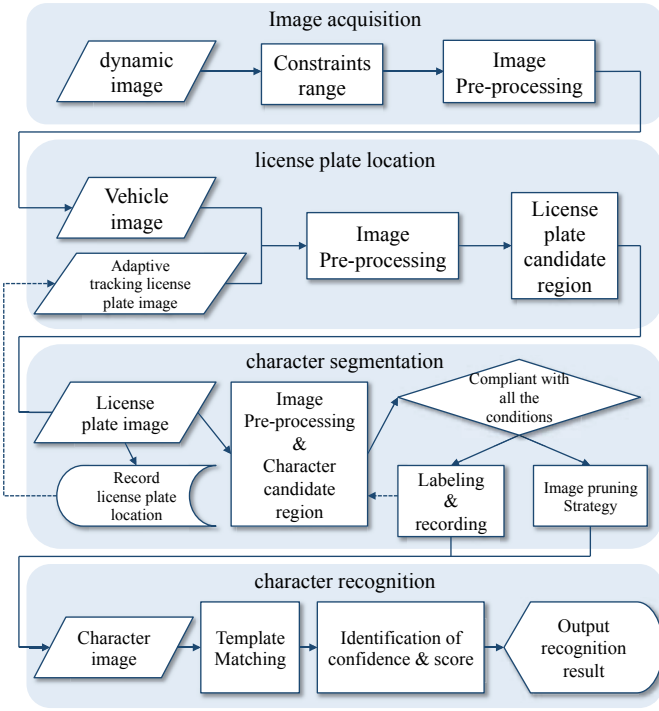 Image acquisition
dynamic
image
Constraints
range
Image
Pre-processing
license plate location
Vehicle
image
Adaptive
tracking license
plate image
Image
Pre-processing
License
plate
candidate
region
character segmentation
License
plate image
Record
license plate
location
Image
Pre-processing
&
Character
candidate
region
Compliant with
all the
conditions
Labeling
&
recording
Image pruning
Strategy
character recognition
Character
image
Template
Matching
Identification of
confidence & score
Output
recognition
result